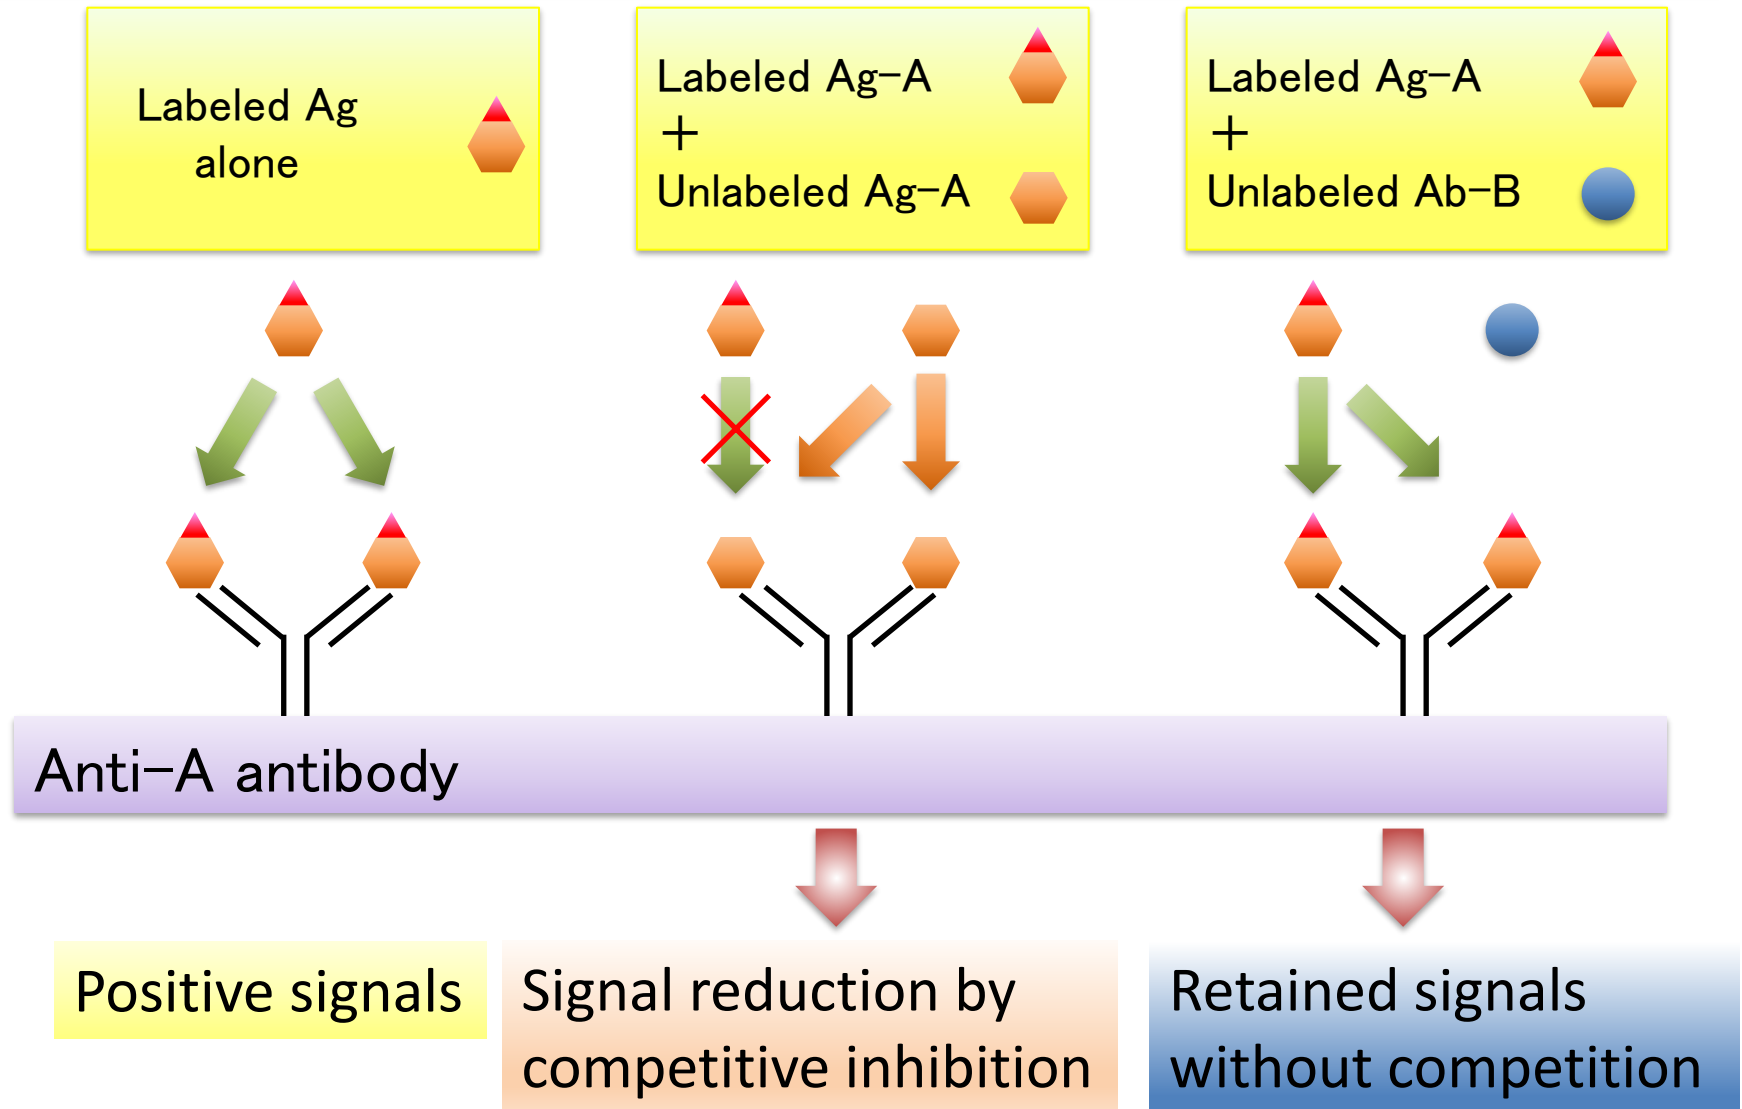 Labeled Ag
alone
Labeled Ag-A
+
Unlabeled Ag-A
Labeled Ag-A
+
Unlabeled Ab-B
Anti-A antibody
Positive signals
Signal reduction by
competitive inhibition
Retained signals
without competition